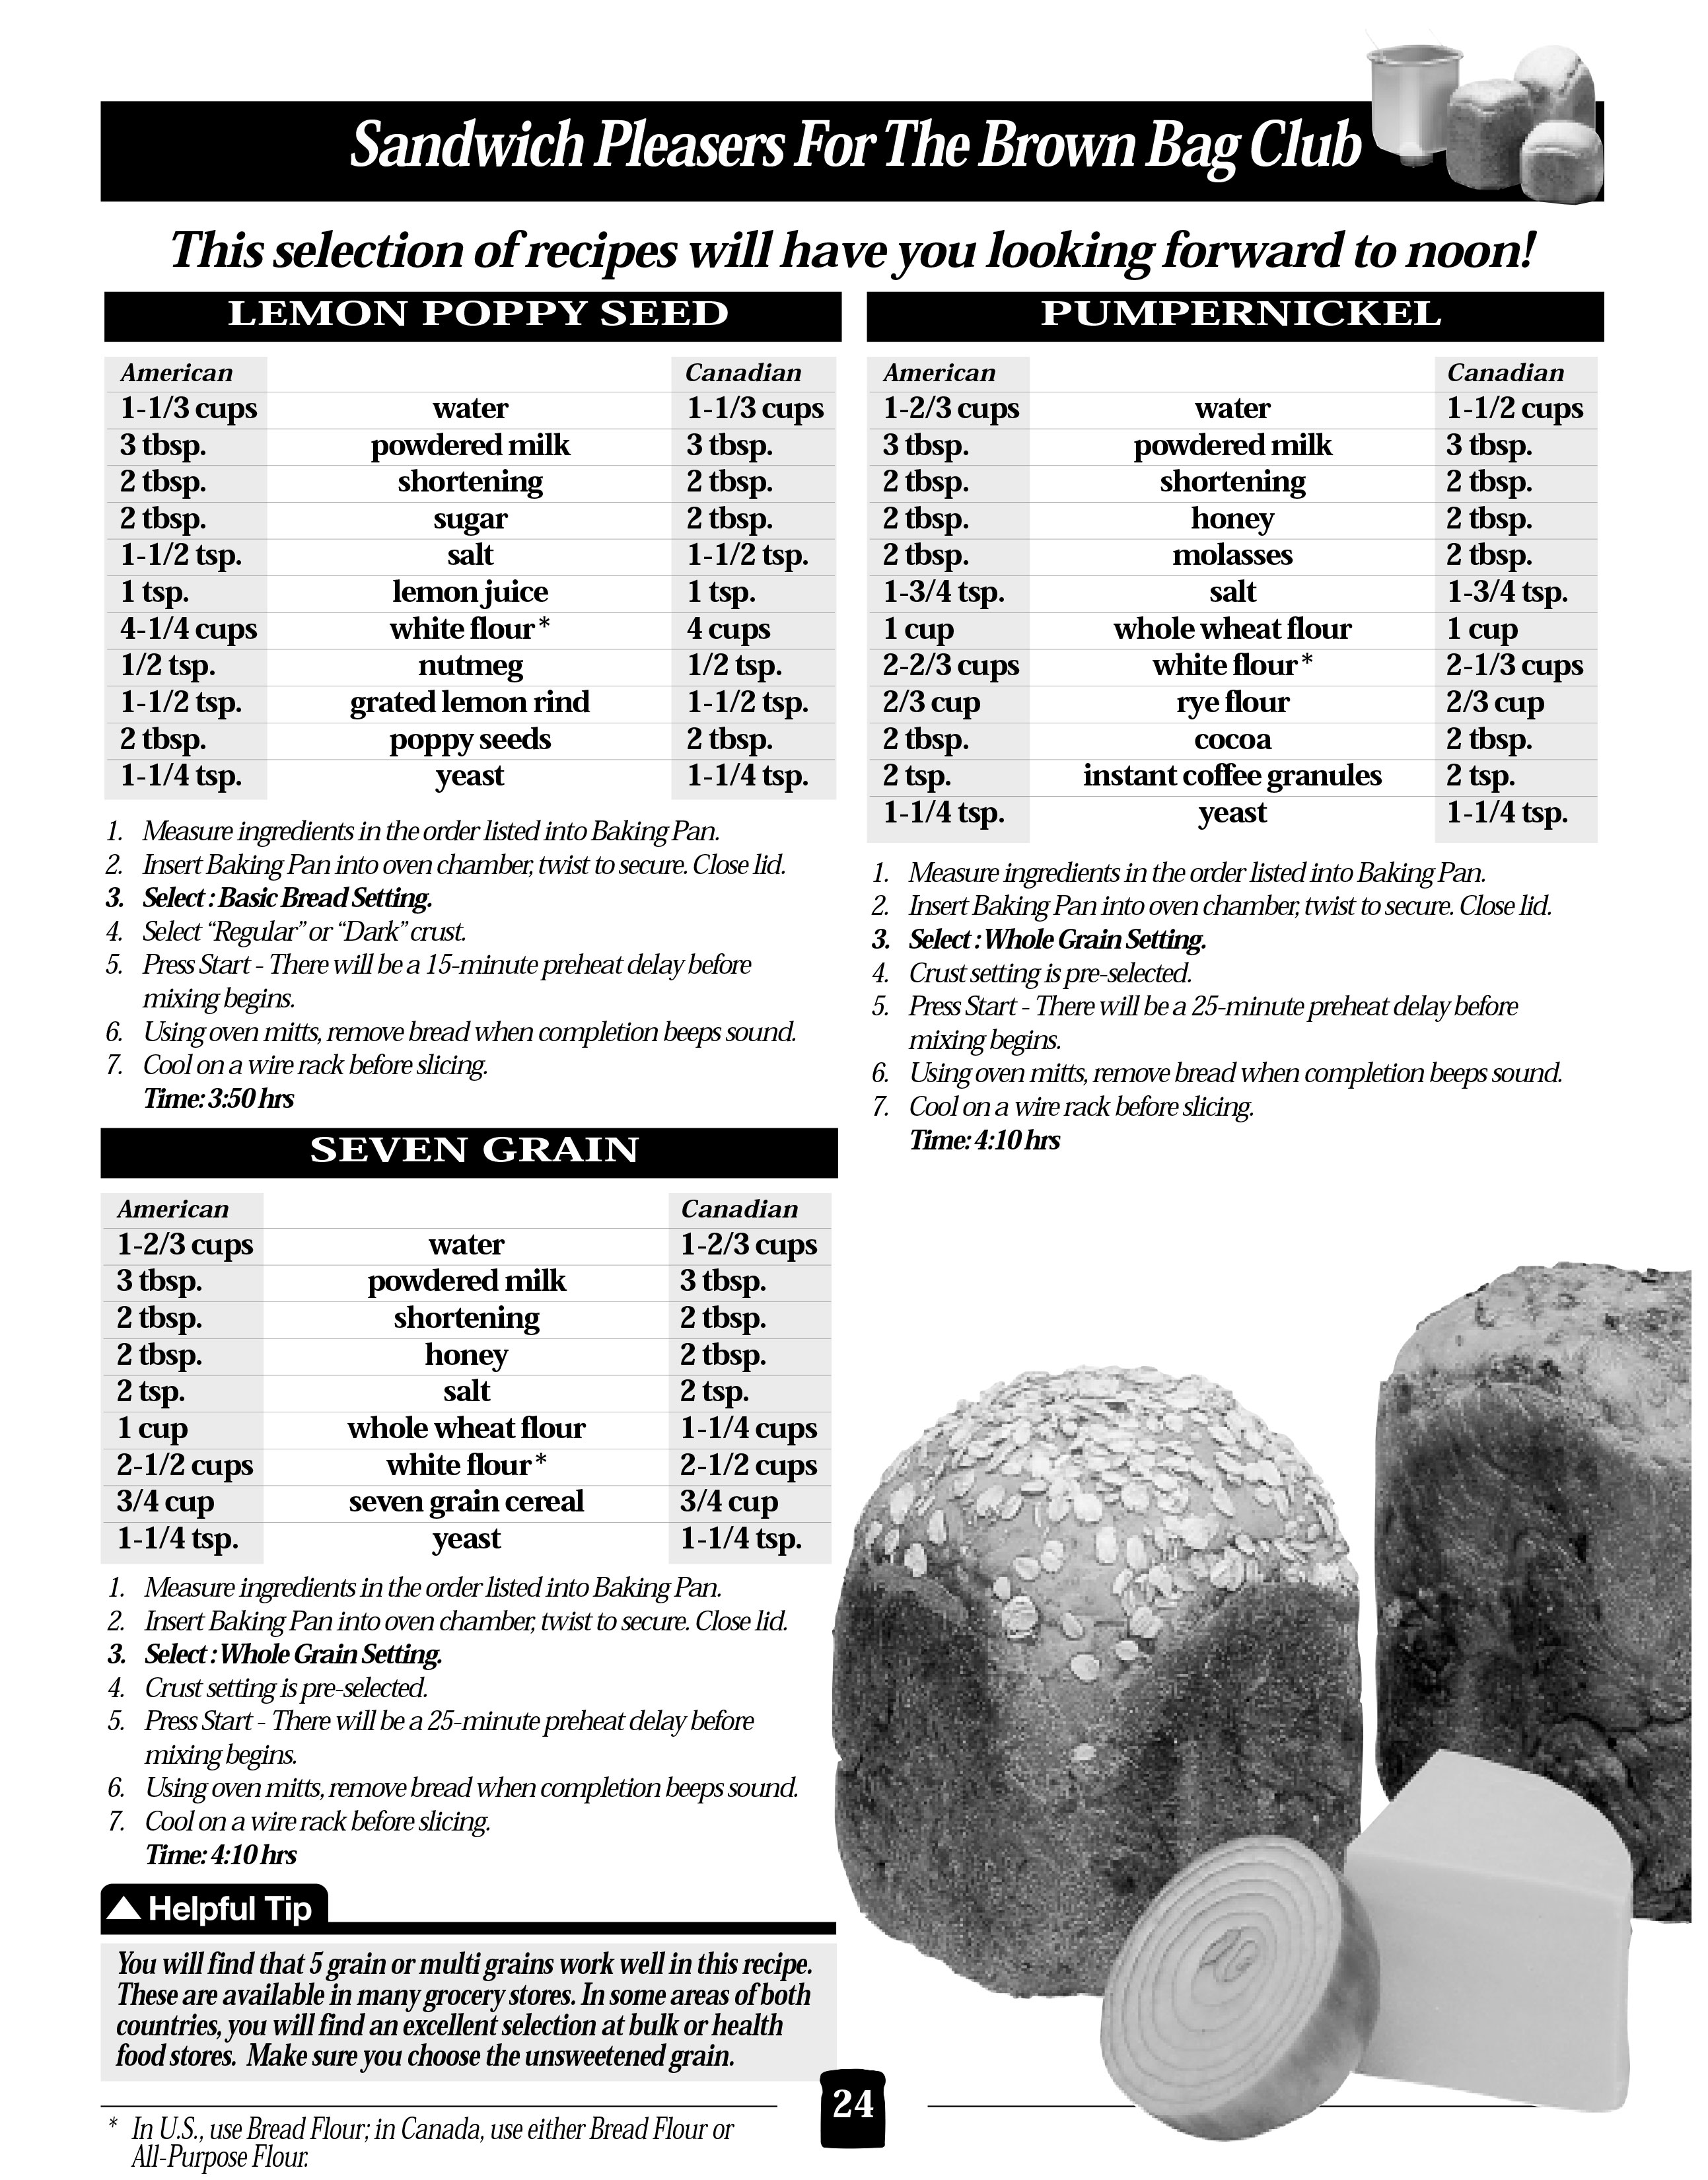 Sandwich Pleasers For The Brown Bag Club
This selection of recipes will have you looking forward to noon!
LEMON POPPY SEED
American Canadian
1-1/3 cups water 1-1/3 cups
3 tbsp. powdered milk 3 tbsp.
2 tbsp. shortening 2 tbsp.
2 tbsp. sugar 2 tbsp.
1-1/2 tsp. salt 1-1/2 tsp.
1 tsp. lemon juice 1 tsp.
4-1/4 cups white flour* 4 cups
1/2 tsp. nutmeg 1/2 tsp.
1-1/2 tsp. grated lemon rind 1-1/2 tsp.
2 tbsp. poppy seeds 2 tbsp.
1-1/4 tsp. yeast 1-1/4 tsp.
1. Measure ingredients in the order listed into Baking Pan.
2. Insert Baking Pan into oven chamber, twist to secure. Close lid.
3. Select : Basic Bread Setting.
4. Select “Regular” or “Dark” crust.
5. Press Start - There will be a 15-minute preheat delay before
mixing begins.
6. Using oven mitts, remove bread when completion beeps sound.
7. Cool on a wire rack before slicing.
Time: 3:50 hrs
SEVEN GRAIN
American Canadian
1-2/3 cups water 1-2/3 cups
3 tbsp. powdered milk 3 tbsp.
2 tbsp. shortening 2 tbsp.
2 tbsp. honey 2 tbsp.
2 tsp. salt 2 tsp.
1 cup whole wheat flour 1-1/4 cups
2-1/2 cups white flour* 2-1/2 cups
3/4 cup seven grain cereal 3/4 cup
1-1/4 tsp. yeast 1-1/4 tsp.
1. Measure ingredients in the order listed into Baking Pan.
2. Insert Baking Pan into oven chamber, twist to secure. Close lid.
3. Select : Whole Grain Setting.
4. Crust setting is pre-selected.
5. Press Start - There will be a 25-minute preheat delay before
mixing begins.
6. Using oven mitts, remove bread when completion beeps sound.
7. Cool on a wire rack before slicing.
Time: 4:10 hrs
Helpful Tip
You will find that 5 grain or multi grains work well in this recipe.
These are available in many grocery stores. In some areas of both
countries, you will find an excellent selection at bulk or health
food stores. Make sure you choose the unsweetened grain.
PUMPERNICKEL
American Canadian
1-2/3 cups water 1-1/2 cups
3 tbsp. powdered milk 3 tbsp.
2 tbsp. shortening 2 tbsp.
2 tbsp. honey 2 tbsp.
2 tbsp. molasses 2 tbsp.
1-3/4 tsp. salt 1-3/4 tsp.
1 cup whole wheat flour 1 cup
2-2/3 cups white flour* 2-1/3 cups
2/3 cup rye flour 2/3 cup
2 tbsp. cocoa 2 tbsp.
2 tsp. instant coffee granules 2 tsp.
1-1/4 tsp. yeast 1-1/4 tsp.
1. Measure ingredients in the order listed into Baking Pan.
2. Insert Baking Pan into oven chamber, twist to secure. Close lid.
3. Select : Whole Grain Setting.
4. Crust setting is pre-selected.
5. Press Start - There will be a 25-minute preheat delay before
mixing begins.
6. Using oven mitts, remove bread when completion beeps sound.
7. Cool on a wire rack before slicing.
Time: 4:10 hrs
* In U.S., use Bread Flour; in Canada, use either Bread Flour or
All-Purpose Flour.
24